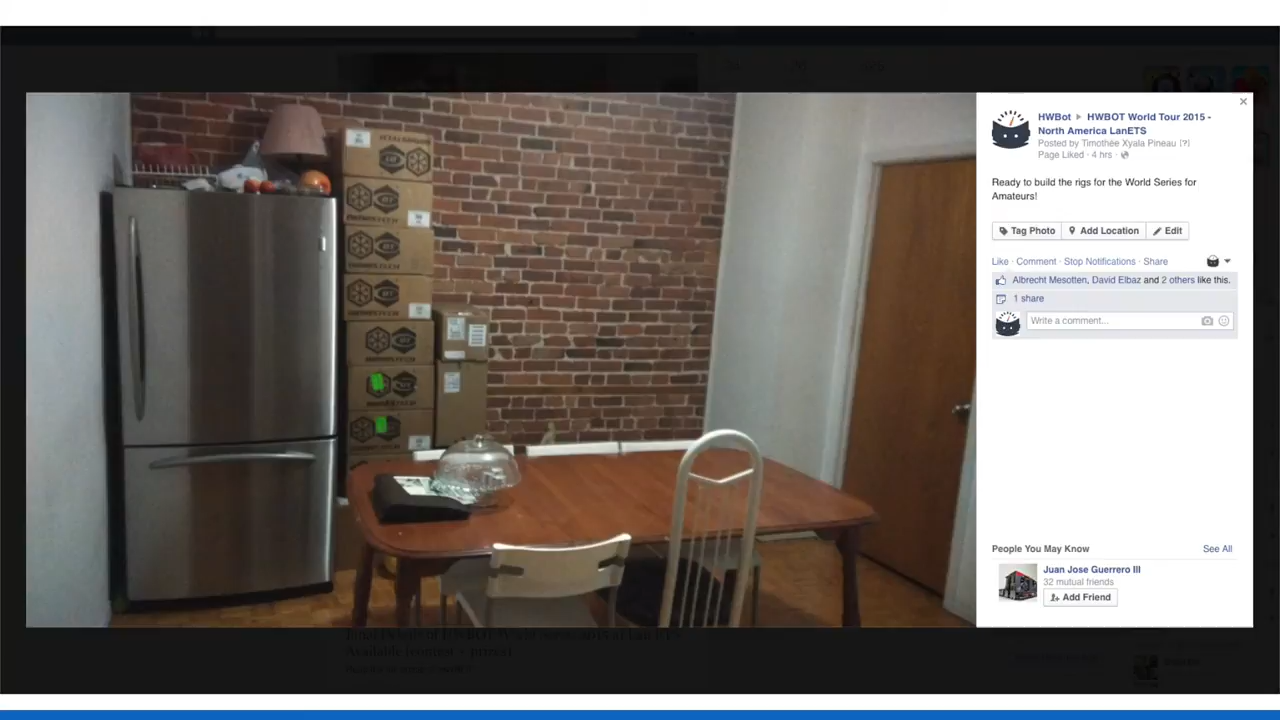 HWBot ▸ HWBOT World Tour 2015 -
North America LanETS
Posted by Timothée Xyala Pineau [?]
Page Liked · 4 hrs ·
Ready to build the rigs for the World Series for
Amateurs!
Tag Photo
Add Location
Edit
Like · Comment · Stop Notifications · Share
Albrecht Mesotten, David Elbaz and 2 others like this.
1 share
Write a comment...
People You May Know
See All
Juan Jose Guerrero III
32 mutual friends
Add Friend